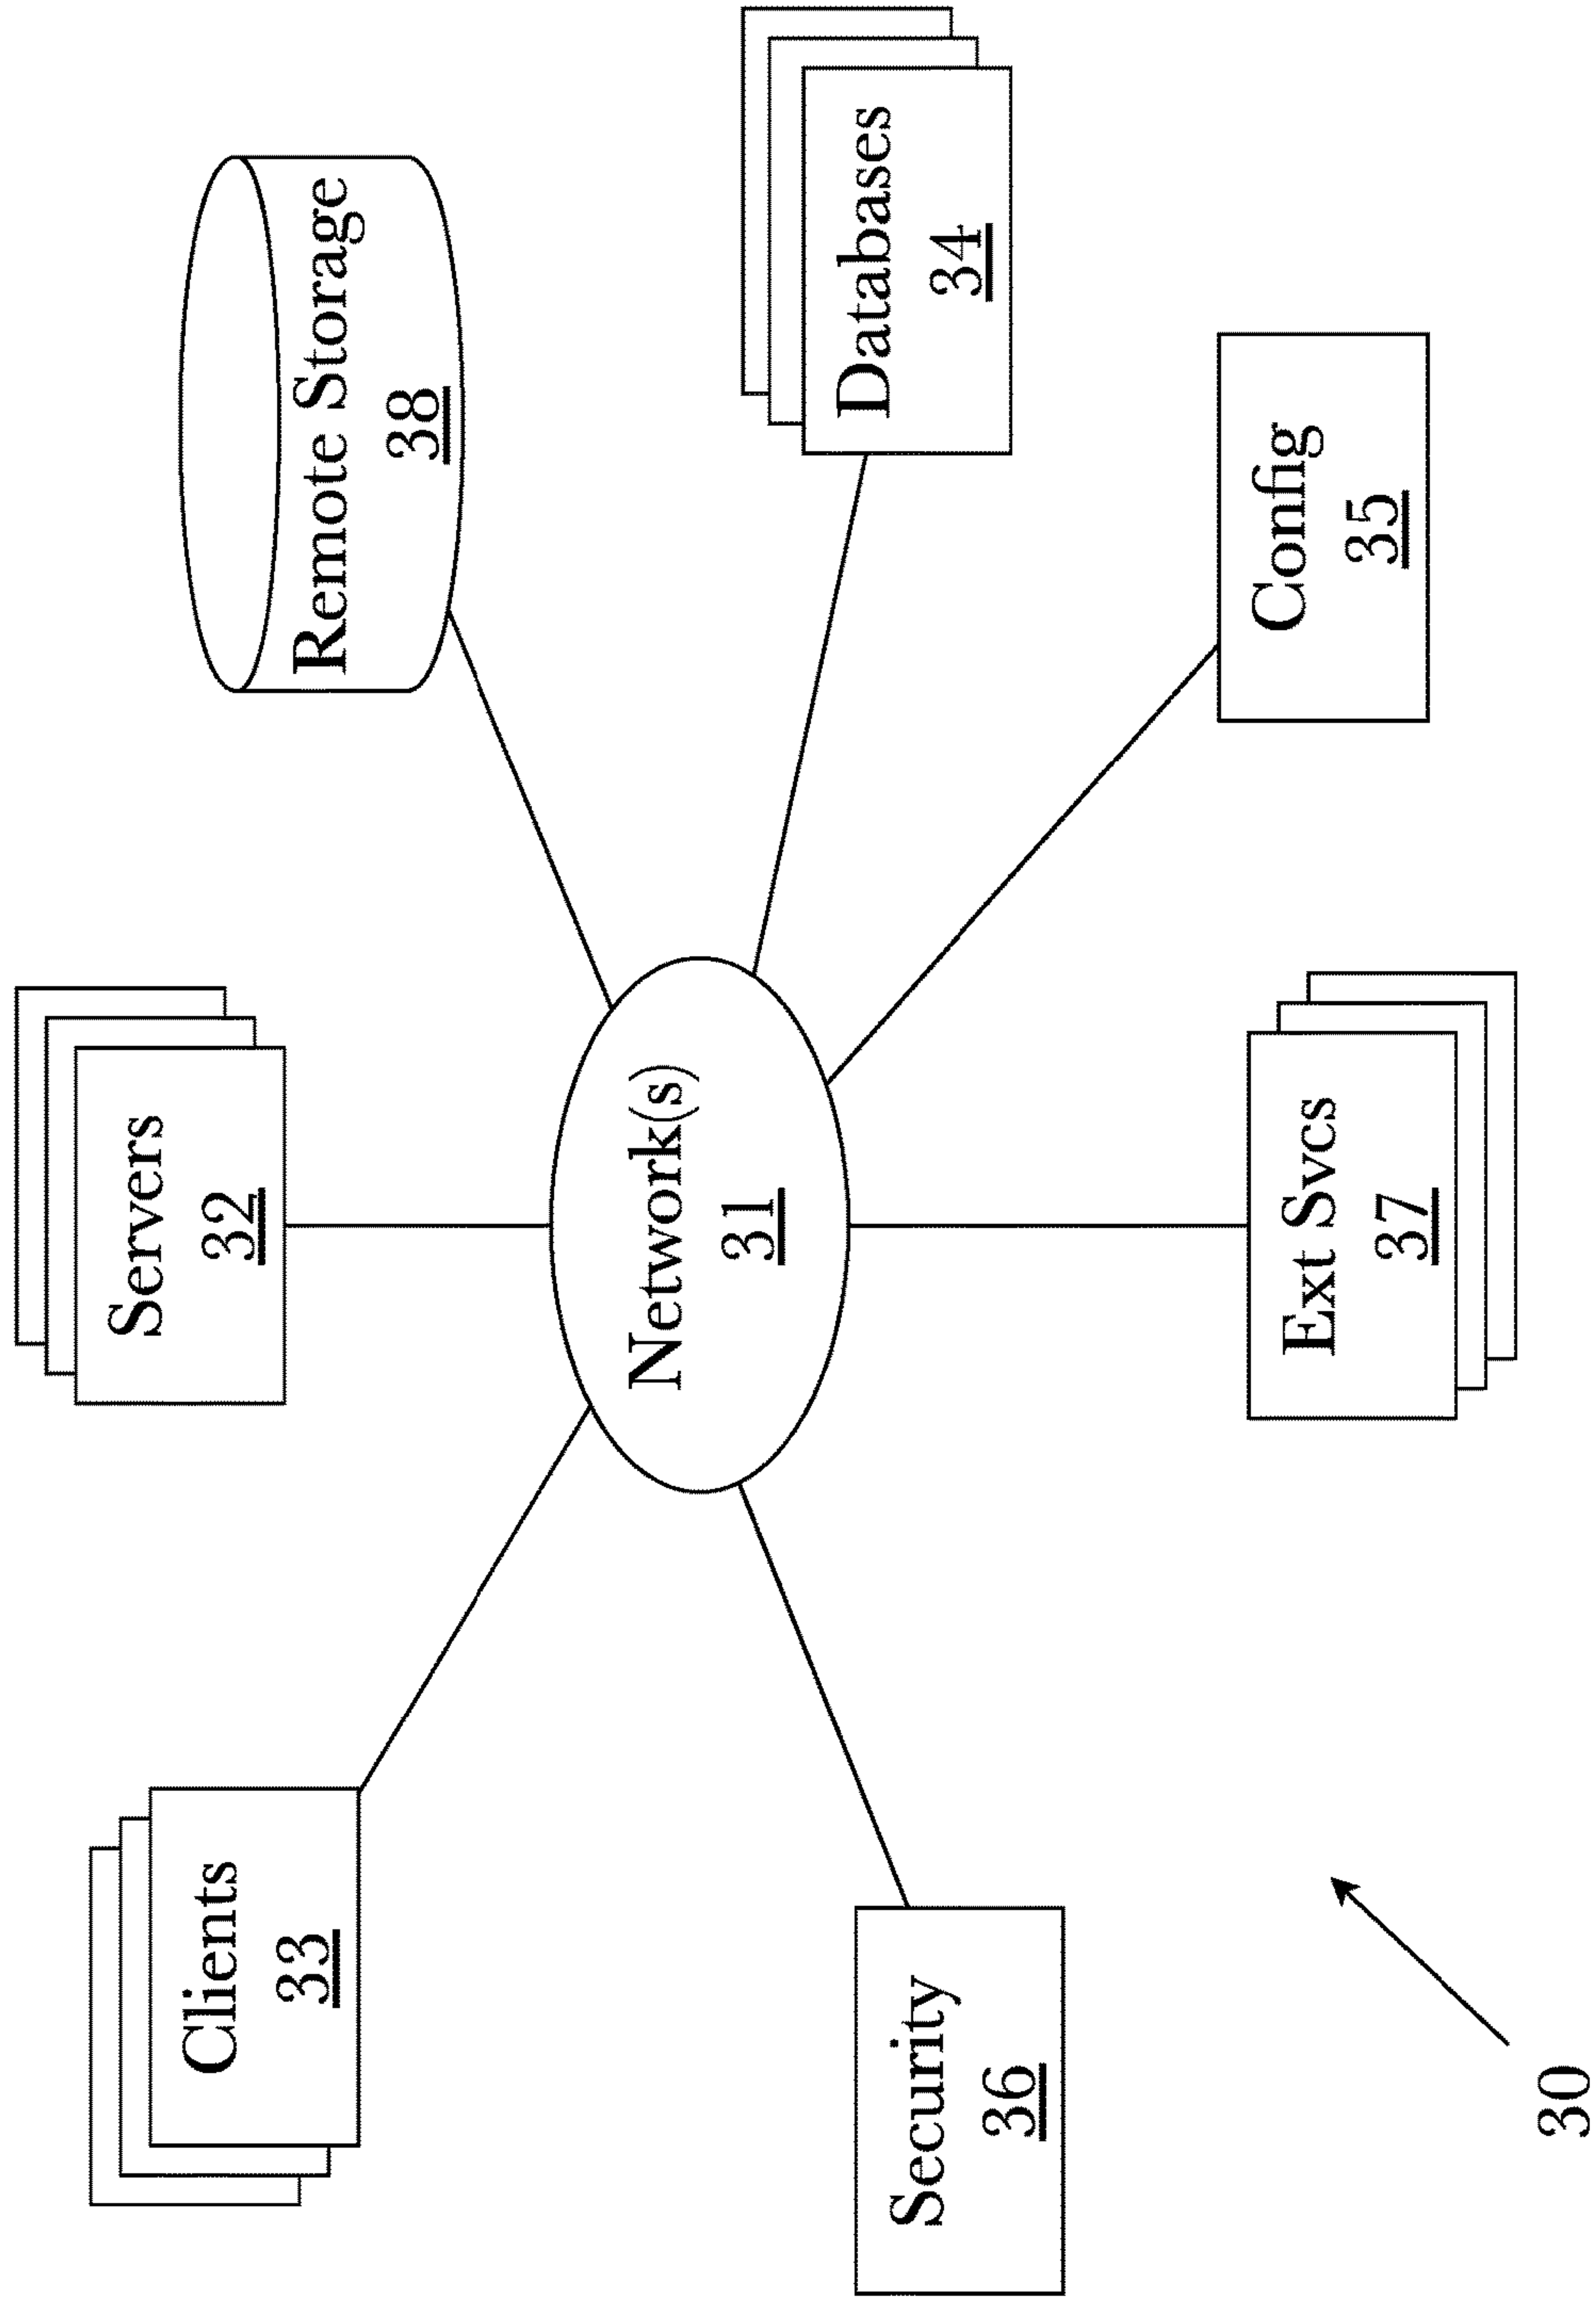 Clients
33
Servers
32
Remote Storage
38
Network(s)
31
Databases
34
Security
36
Ext Svcs
37
Config
35
30